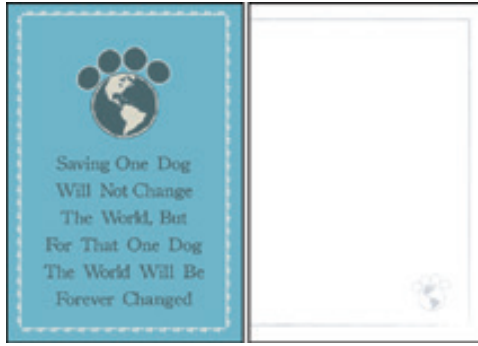 Saving One Dog
Will Not Change
The World, But
For That One Dog
The World Will Be
Forever Changed